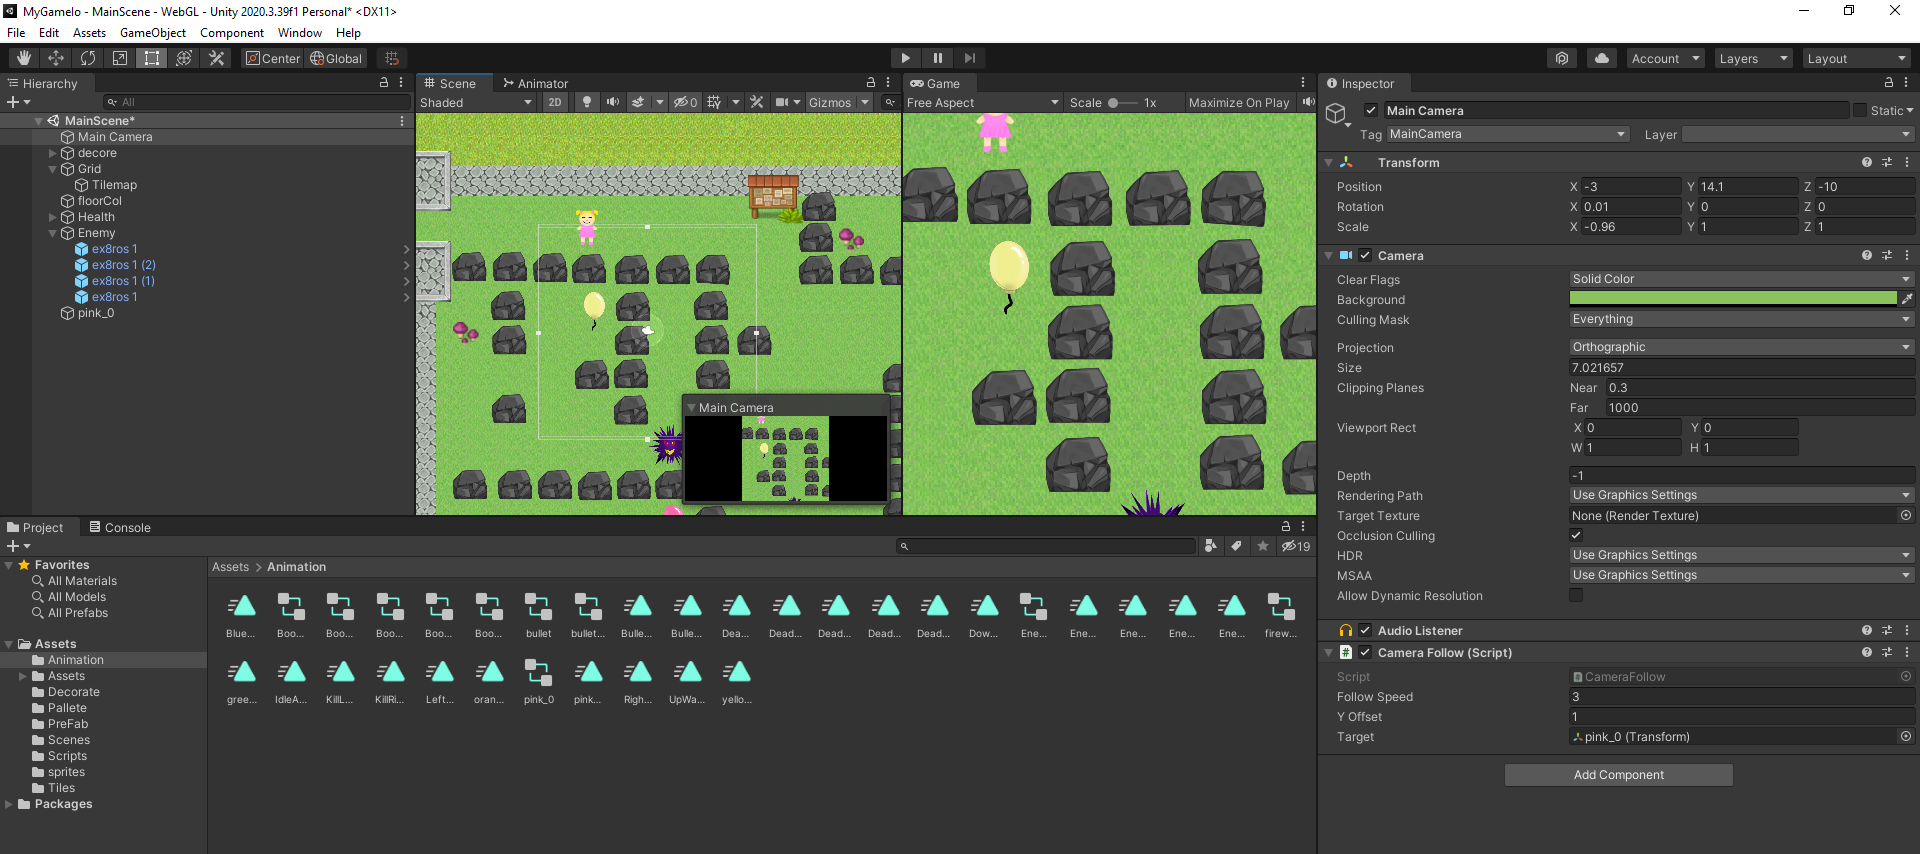 MyGamelo - MainScene - WebGL - Unity 2020.3.39f1 Personal* <DX11>
File Edit Assets GameObject Component Window Help
Center Global Account Layers Layout
Hierarchy
All
MainScene*
Main Camera
decore
Grid
Tilemap
floorCol
Health
Enemy
ex8ros 1
ex8ros 1 (2)
ex8ros 1 (1)
ex8ros 1
pink_0
Scene Animator
Shaded 2D 0 Gizmos
Main Camera
Game
Free Aspect Scale 1x Maximize On Play
Inspector
Main Camera Static
Tag MainCamera Layer
Transform
Position X -3 Y 14.1 Z -10
Rotation X 0.01 Y 0 Z 0
Scale X -0.96 Y 1 Z 1
Camera
Clear Flags Solid Color
Background
Culling Mask Everything
Projection Orthographic
Size 7.021657
Clipping Planes Near 0.3
Far 1000
Viewport Rect X 0 Y 0
W 1 H 1
Depth -1
Rendering Path Use Graphics Settings
Target Texture None (Render Texture)
Occlusion Culling
HDR Use Graphics Settings
MSAA Use Graphics Settings
Allow Dynamic Resolution
Audio Listener
# Camera Follow (Script)
Script CameraFollow
Follow Speed 3
Y Offset 1
Target pink_0 (Transform)
Add Component
Project Console
19
Favorites
All Materials
All Models
All Prefabs
Assets
Animation
Assets
Decorate
Pallete
PreFab
Scenes
Scripts
sprites
Tiles
Packages
Assets > Animation
Blue... Boo... Boo... Boo... Boo... Boo... bullet bullet... Bulle... Bulle... Dea... Dead... Dead... Dead... Dead... Dow... Ene... Ene... Ene... Ene... Ene... firew...
gree... IdleA... KillL... KillRi... Left... oran... pink_0 pink... Righ... UpWa... yello...